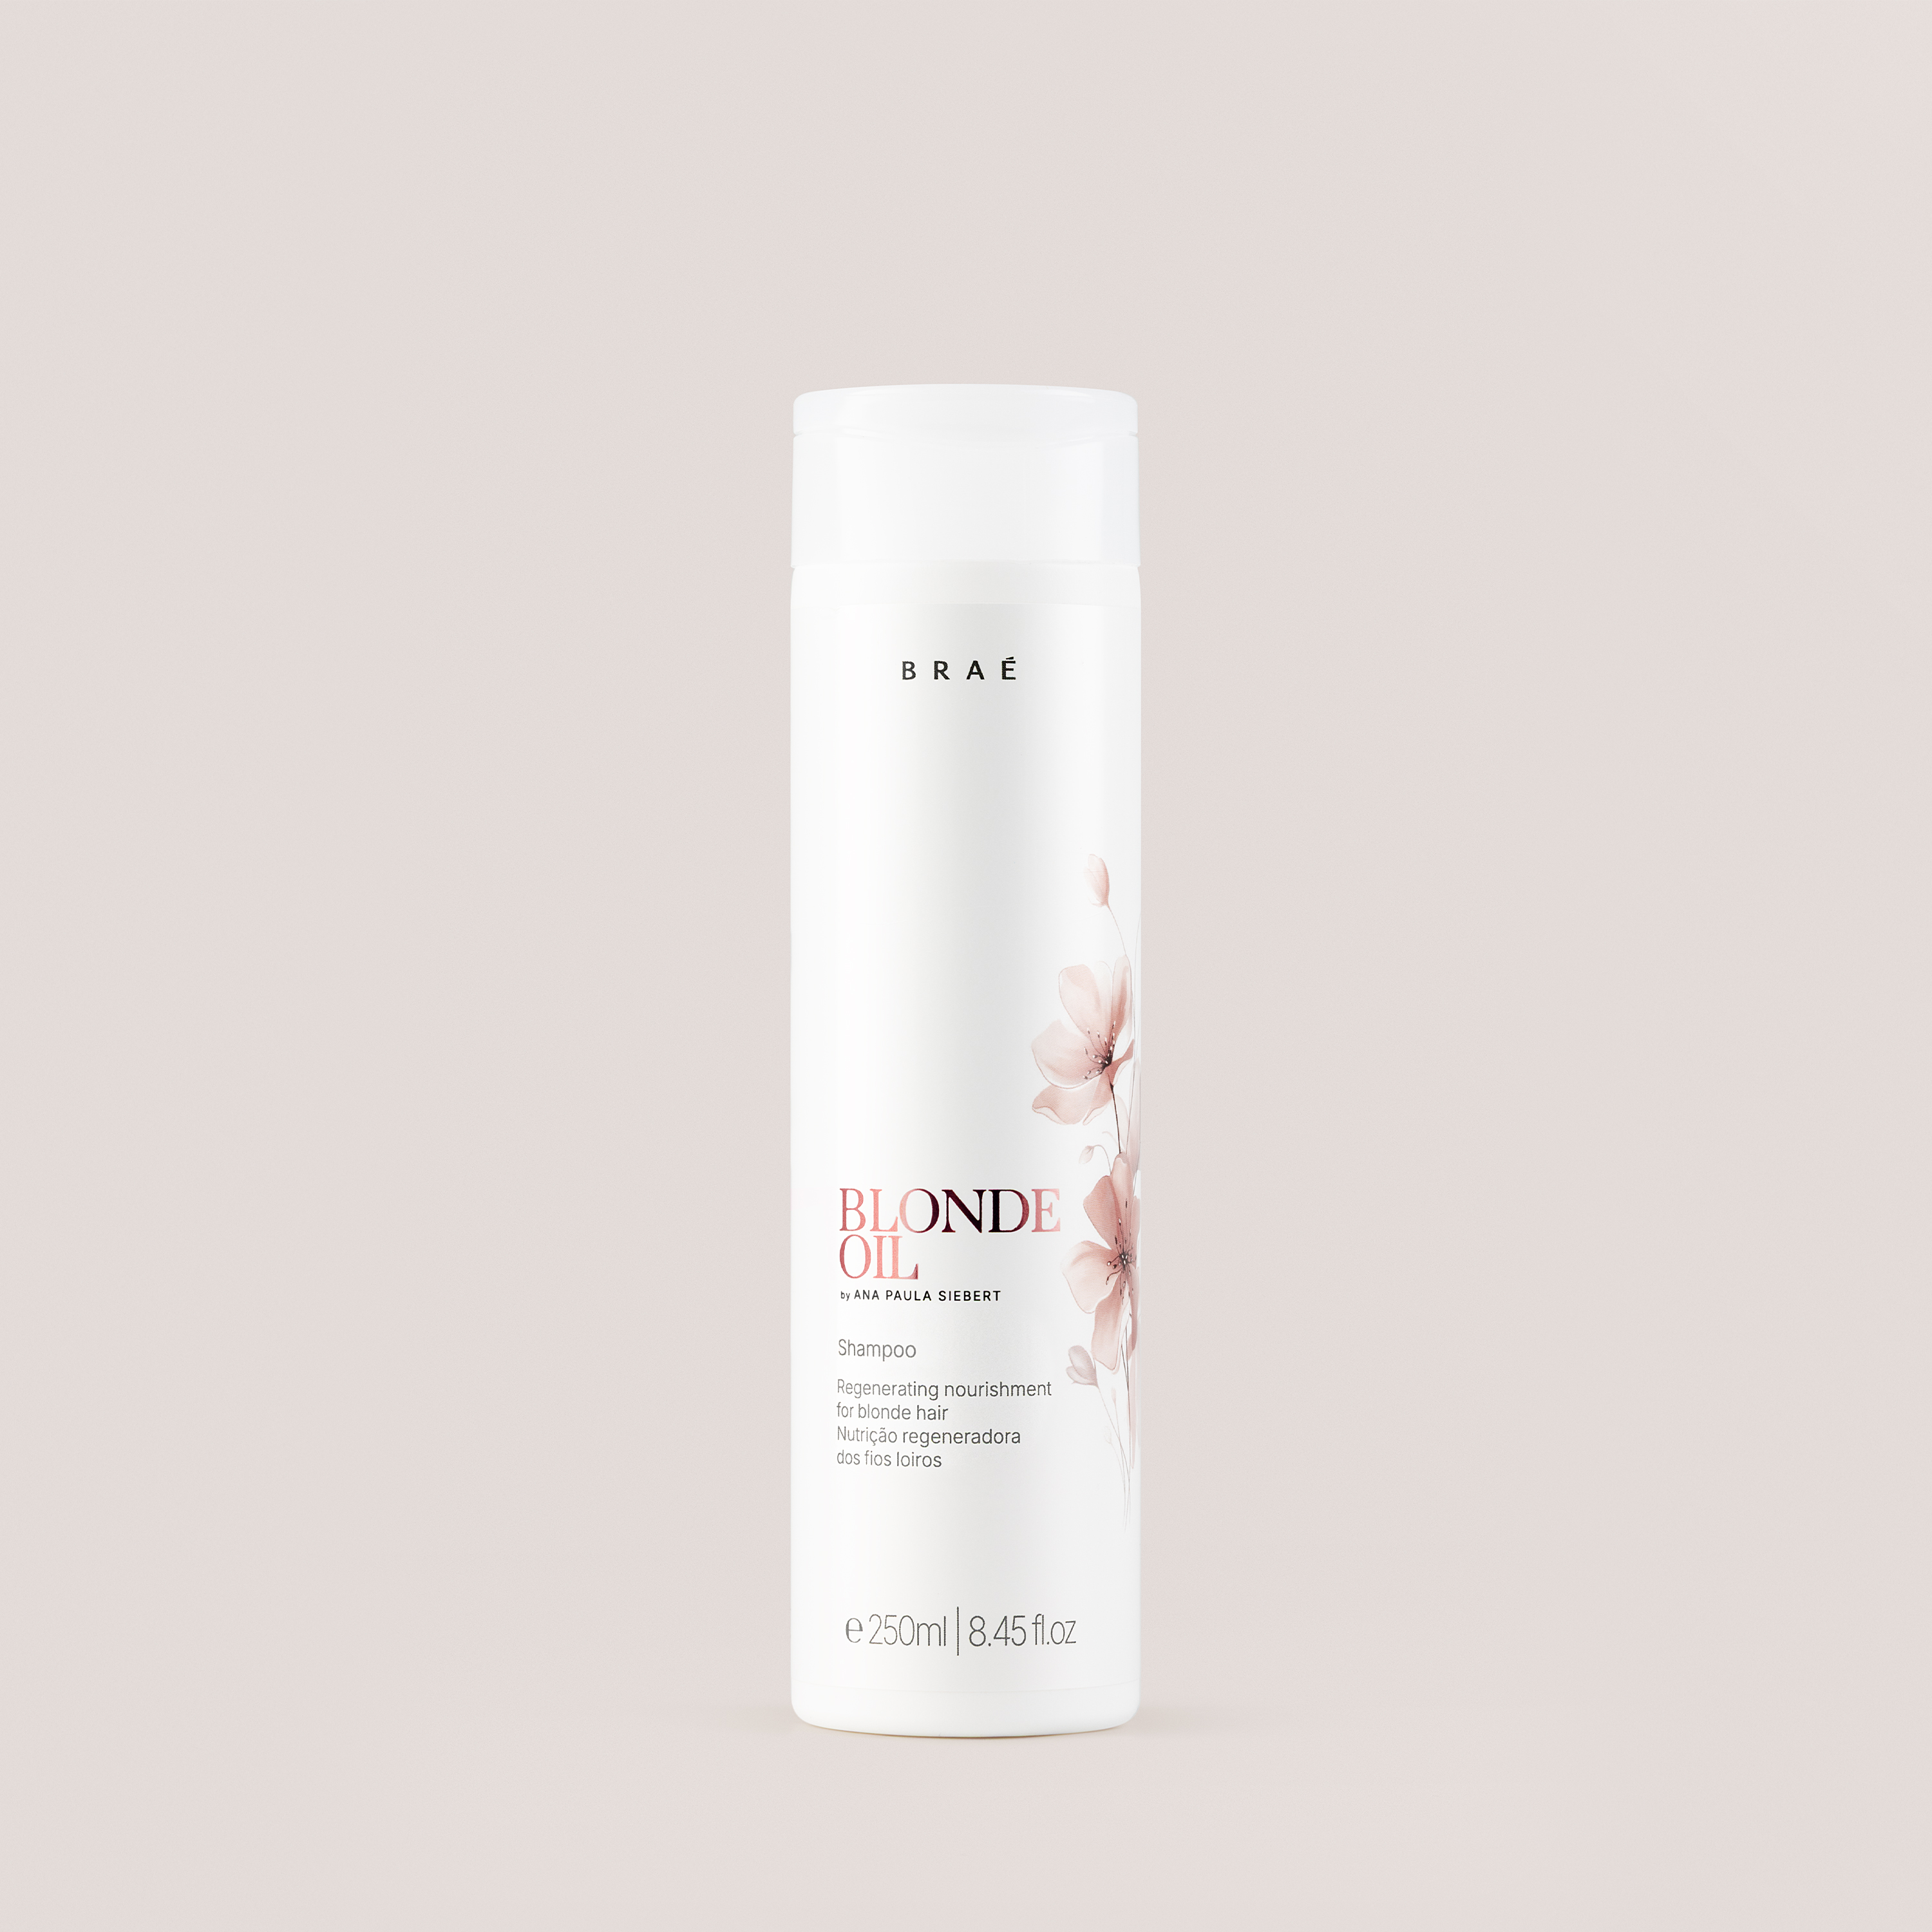 BRAÉ
BLONDE
OIL
by ANA PAULA SIEBERT
Shampoo
Regenerating nourishment
for blonde hair
Nutrição regeneradora
dos fios loiros
e 250ml | 8.45 fl.oz